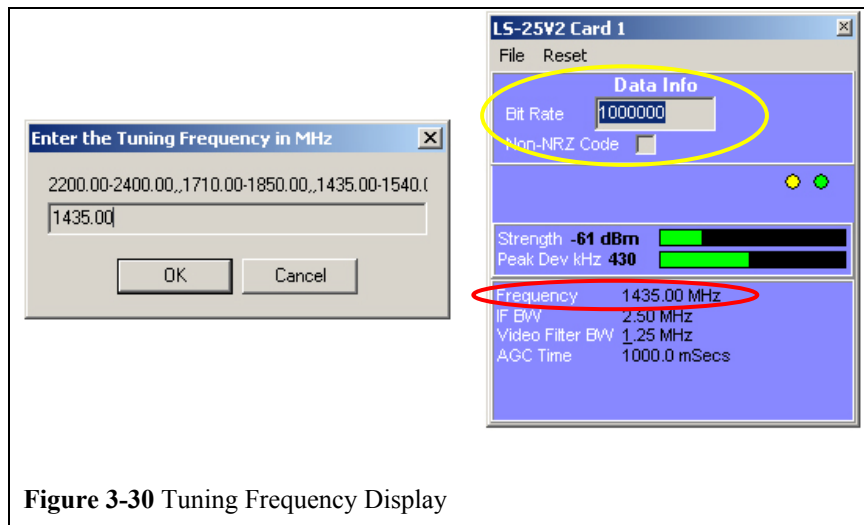 Enter the Tuning Frequency in MHz
2200.00-2400.00,,1710.00-1850.00,,1435.00-1540.(
1435.00
OK Cancel
LS-25V2 Card 1
File Reset
Data Info
Bit Rate 1000000
Non-NRZ Code
Strength -61 dBm
Peak Dev kHz 430
Frequency 1435.00 MHz
IF BW 2.50 MHz
Video Filter BW 1.25 MHz
AGC Time 1000.0 mSecs
Figure 3-30 Tuning Frequency Display